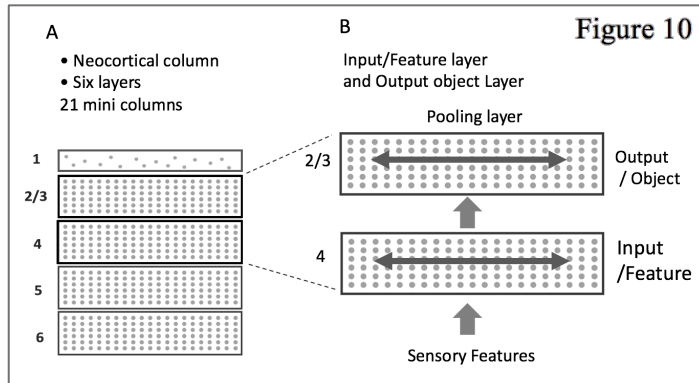 Figure 10
A
• Neocortical column
• Six layers
21 mini columns
1
2/3
4
5
6
B
Input/Feature layer
and Output object Layer
Pooling layer
2/3
Output
/ Object
4
Input
/Feature
Sensory Features